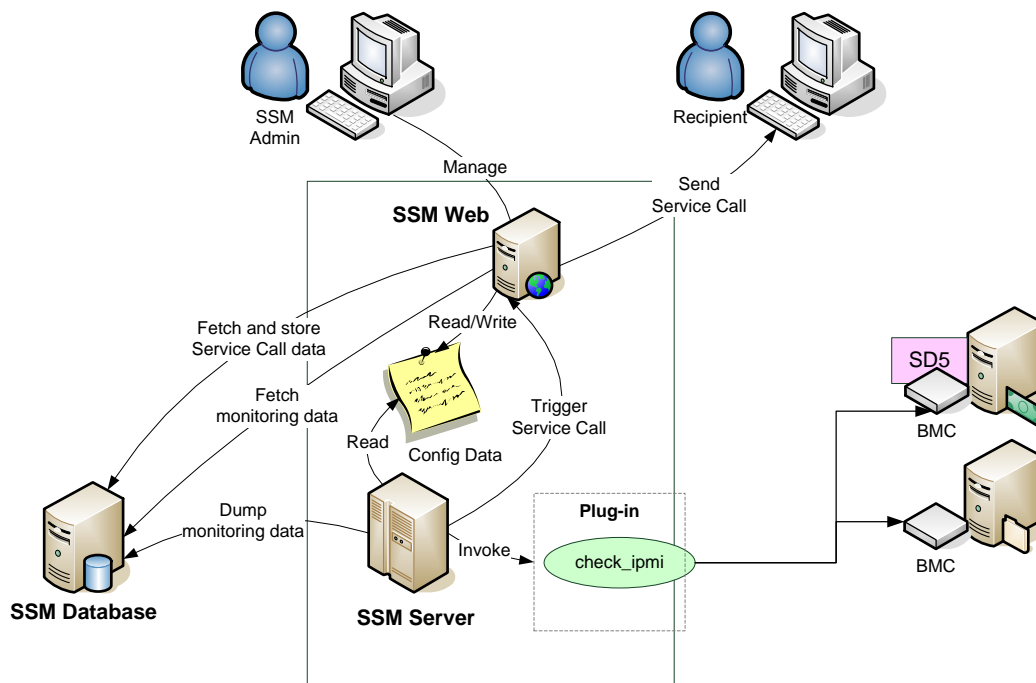 SSM
Admin
Recipient
Manage
Send
Service Call
SSM Web
Fetch and store
Service Call data
Read/Write
SD5
BMC
Fetch
monitoring data
Trigger
Service Call
Read
Config Data
Dump
monitoring data
Plug-in
Invoke
check_ipmi
BMC
SSM Database
SSM Server